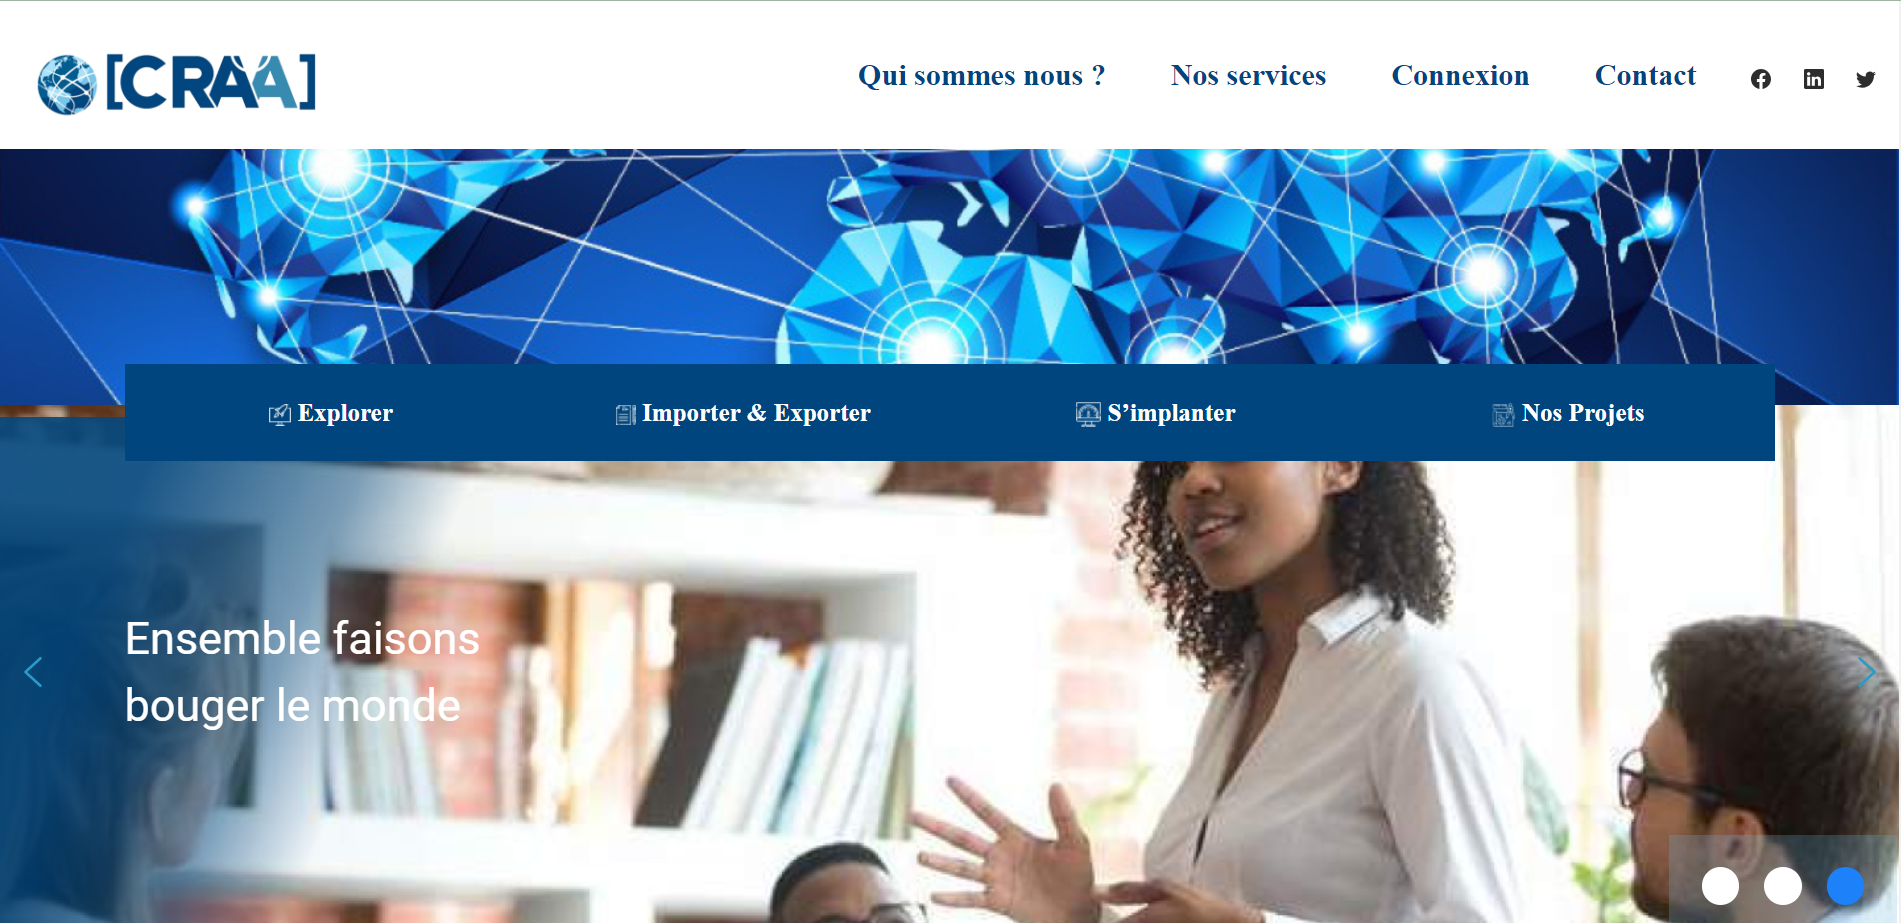 [CRAA]
Qui sommes nous ? Nos services Connexion Contact
Explorer Importer & Exporter S’implanter Nos Projets
Ensemble faisons
bouger le monde